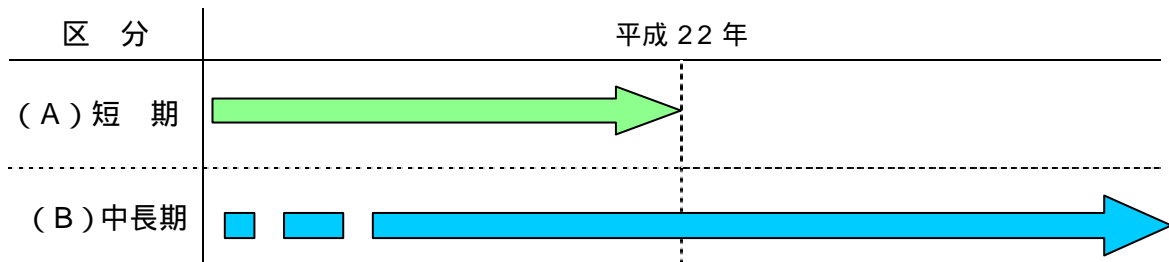 区　分
平成 22 年
（A）短　期
（B）中長期